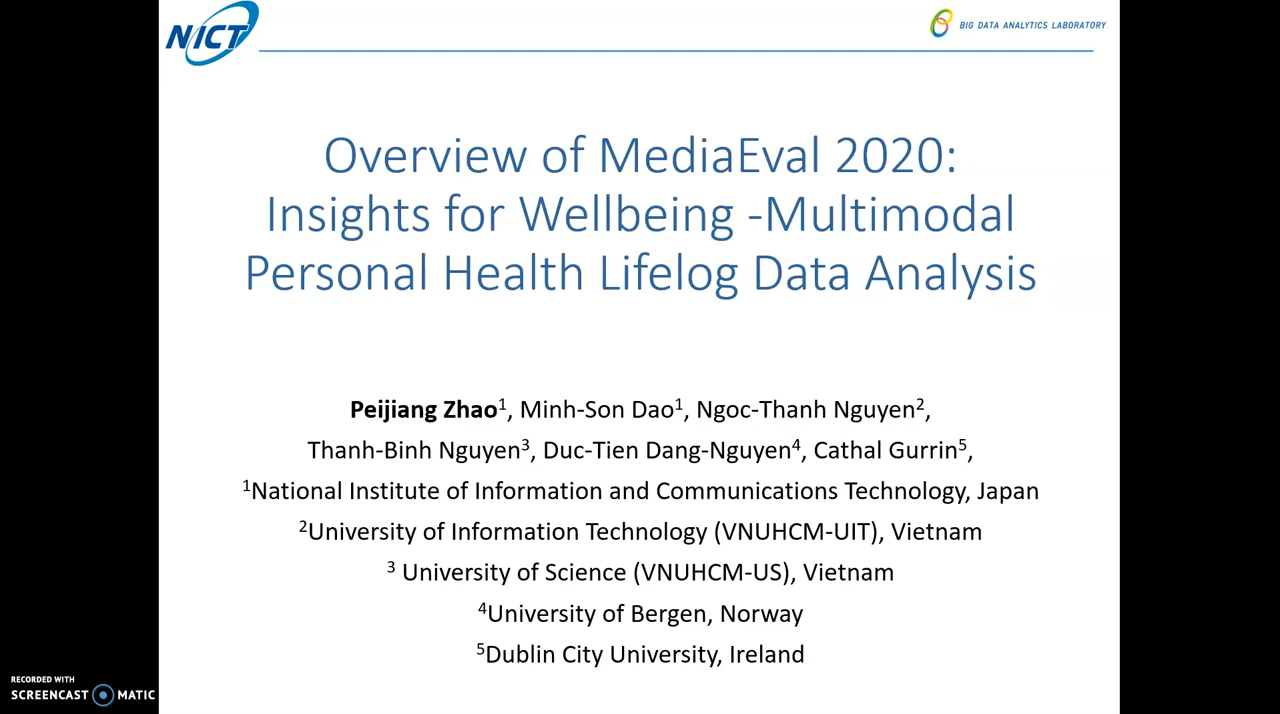 NICT
BIG DATA ANALYTICS LABORATORY
Overview of MediaEval 2020:
Insights for Wellbeing -Multimodal
Personal Health Lifelog Data Analysis
Peijiang Zhao¹, Minh-Son Dao¹, Ngoc-Thanh Nguyen²,
Thanh-Binh Nguyen³, Duc-Tien Dang-Nguyen⁴, Cathal Gurrin⁵,
¹National Institute of Information and Communications Technology, Japan
²University of Information Technology (VNUHCM-UIT), Vietnam
³ University of Science (VNUHCM-US), Vietnam
⁴University of Bergen, Norway
⁵Dublin City University, Ireland
RECORDED WITH
SCREENCAST MATIC